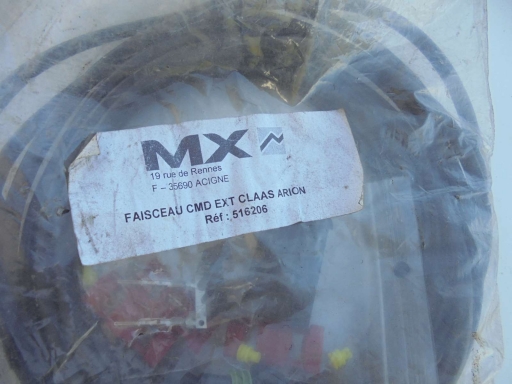 MX
19 rue de Rennes
F – 35690 ACIGNE
FAISCEAU CMD EXT CLAAS ARION
Réf : 516206